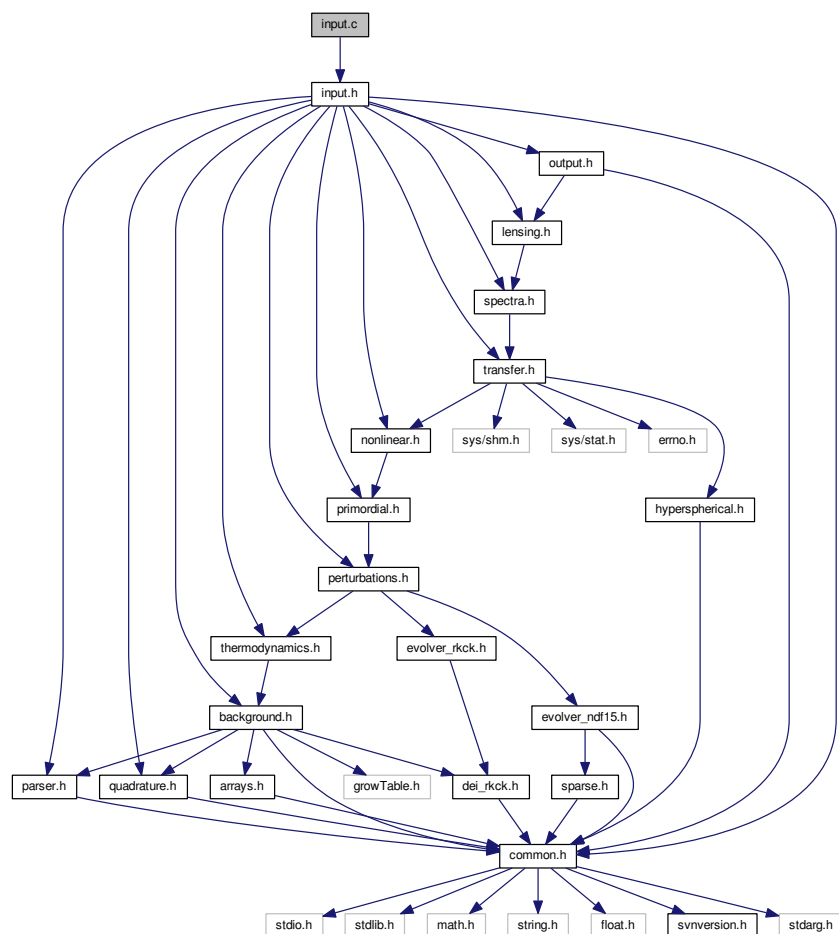 input.c
input.h
output.h
lensing.h
spectra.h
transfer.h
nonlinear.h
sys/shm.h
sys/stat.h
errno.h
primordial.h
hyperspherical.h
perturbations.h
thermodynamics.h
evolver_rkck.h
background.h
evolver_ndf15.h
parser.h
quadrature.h
arrays.h
growTable.h
dei_rkck.h
sparse.h
common.h
stdio.h
stdlib.h
math.h
string.h
float.h
svnversion.h
stdarg.h